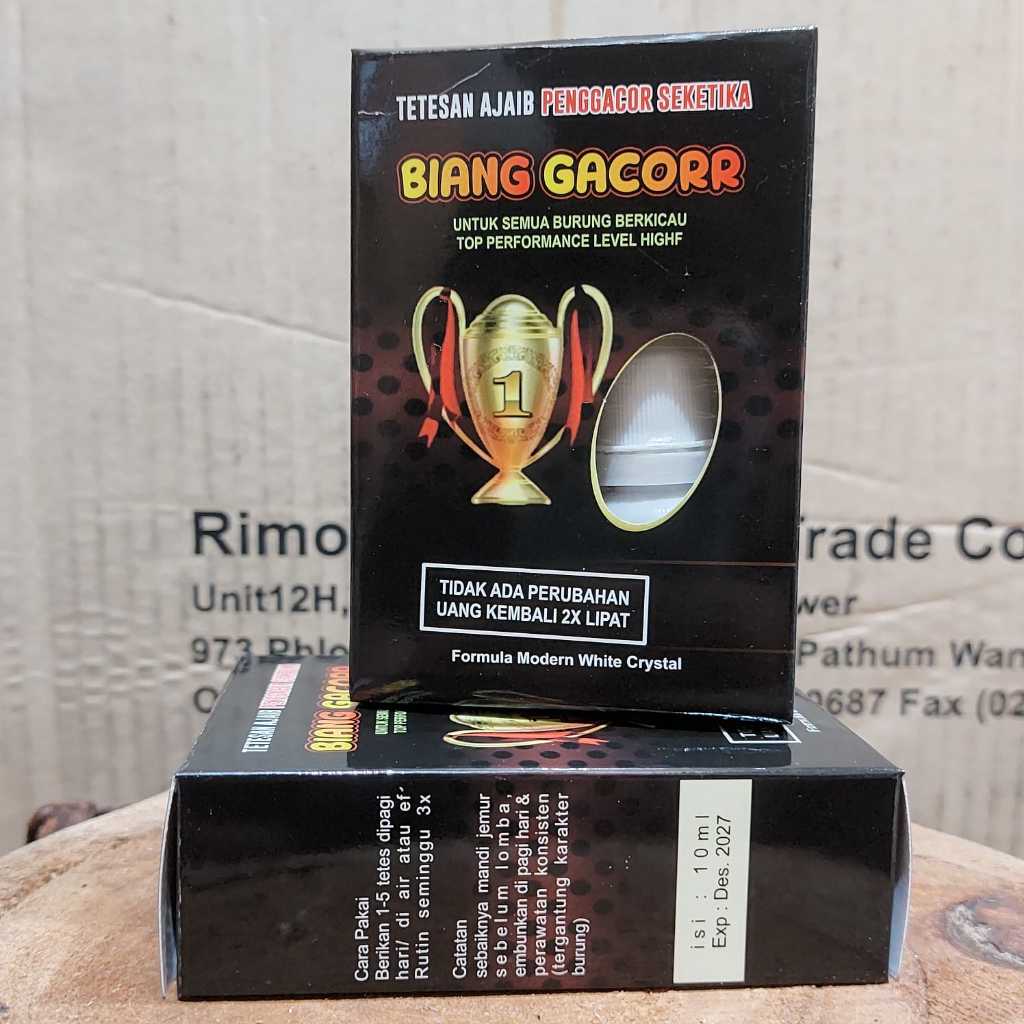 TETESAN AJAIB PENGGACOR SEKETIKA
BIANG GACORR
UNTUK SEMUA BURUNG BERKICAU
TOP PERFORMANCE LEVEL HIGHF
1
TIDAK ADA PERUBAHAN
UANG KEMBALI 2X LIPAT
Formula Modern White Crystal
Rimo rade Co
Unit12H, wer
973 Pathum Wan
9687 Fax (02
TETESAN AJAIB
BIANG GACORR
Cara Pakai
Berikan 1-5 tetes dipagi
hari/ di air atau ef
Rutin seminggu 3x
Catatan
sebaiknya mandi jemur
sebelum lomba,
embunkan di pagi hari &
perawatan konsisten
(tergantung karakter
burung)
isi : 10ml
Exp : Des. 2027